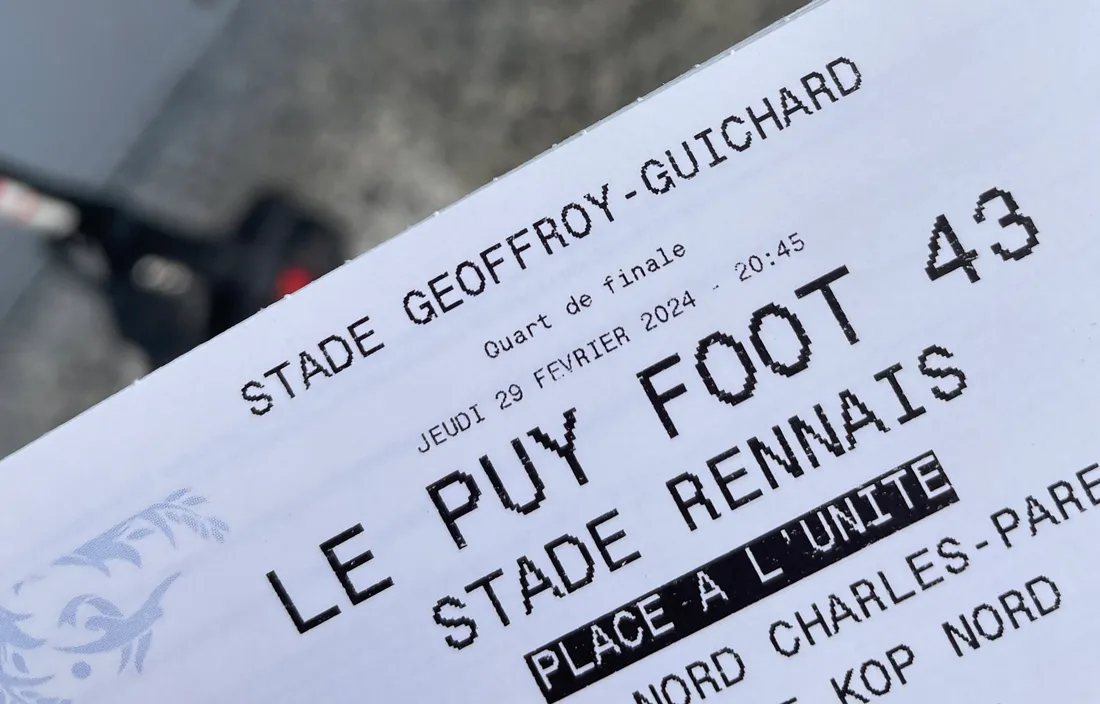 STADE GEOFFROY-GUICHARD
Quart de finale
JEUDI 29 FEVRIER 2024 - 20:45
LE PUY FOOT 43
STADE RENNAIS
PLACE A L'UNITE
NORD CHARLES-PARE
KOP NORD